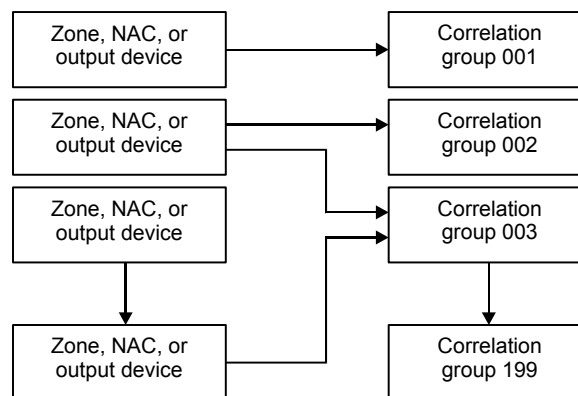 Zone, NAC, or
output device
Correlation
group 001
Zone, NAC, or
output device
Correlation
group 002
Zone, NAC, or
output device
Correlation
group 003
Zone, NAC, or
output device
Correlation
group 199